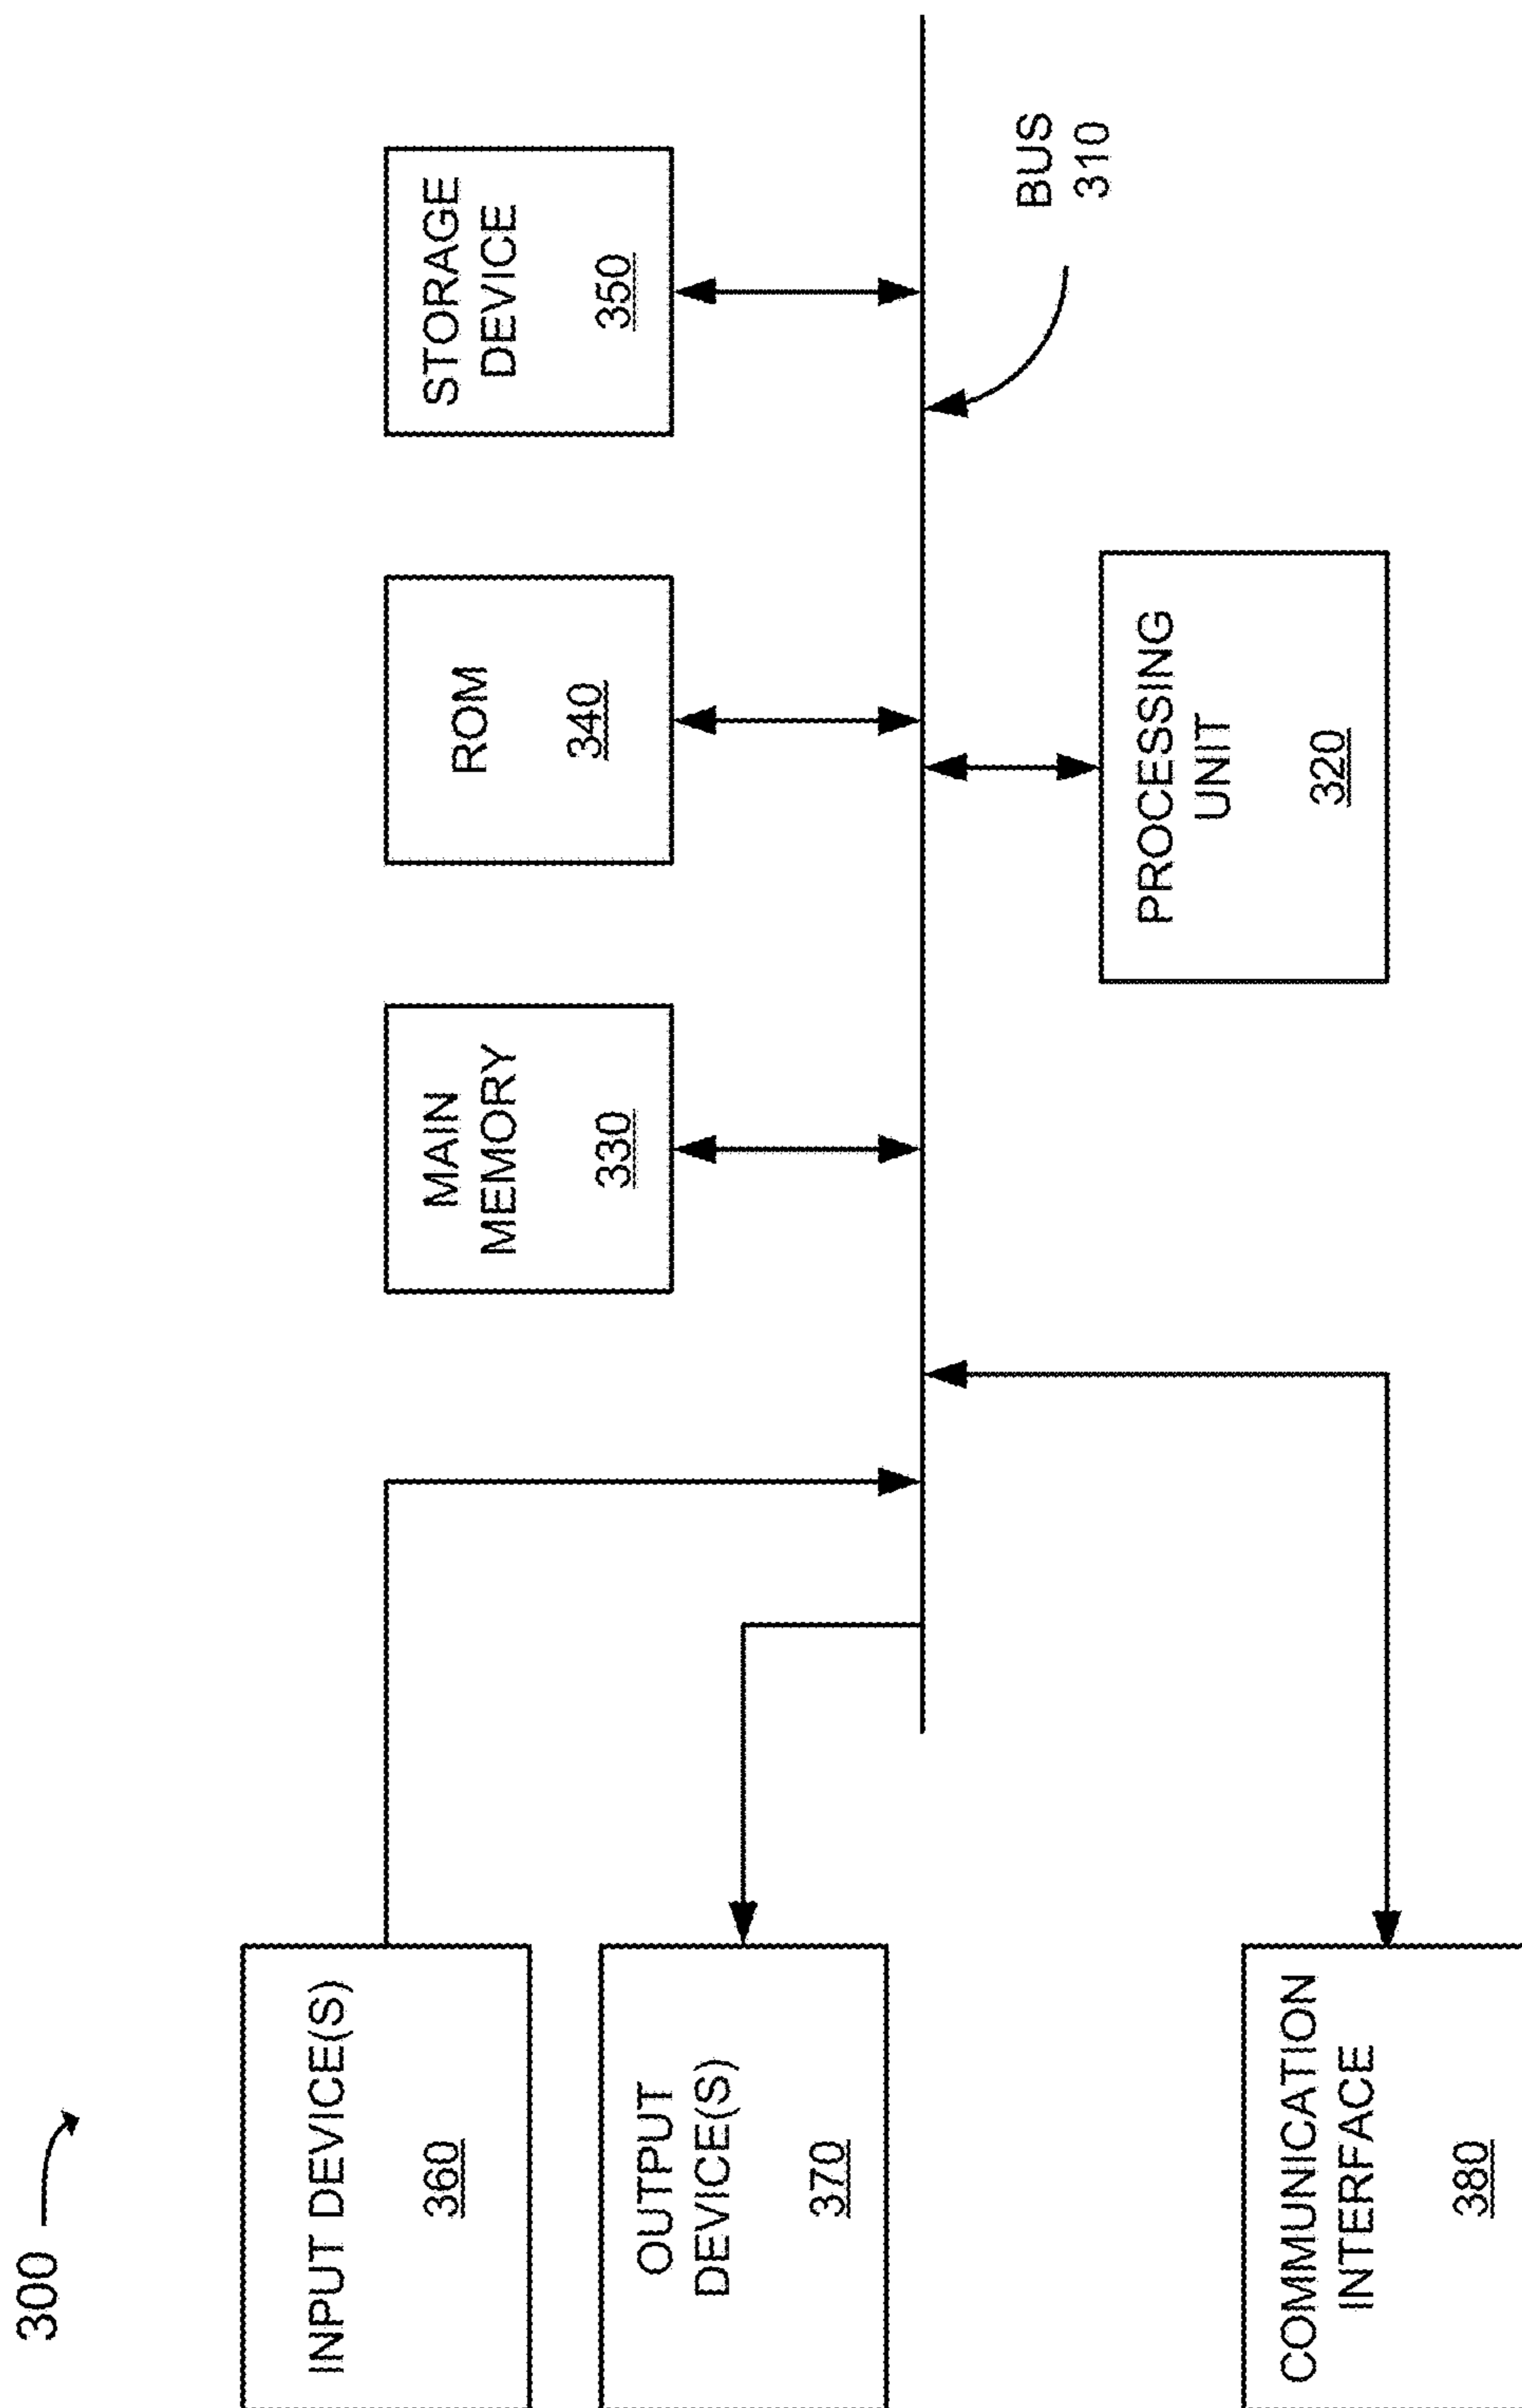 300
INPUT DEVICE(S)
360
OUTPUT
DEVICE(S)
370
COMMUNICATION
INTERFACE
380
MAIN
MEMORY
330
ROM
340
STORAGE
DEVICE
350
PROCESSING
UNIT
320
BUS
310